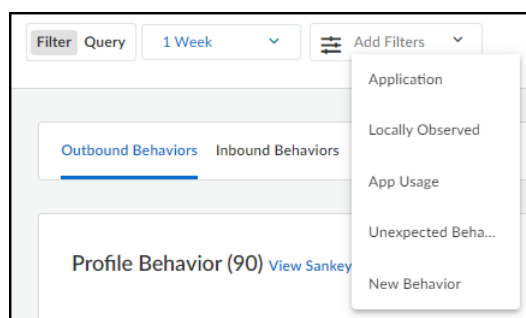 Filter Query 1 Week Add Filters
Application
Locally Observed
App Usage
Unexpected Beha...
New Behavior
Outbound Behaviors Inbound Behaviors
Profile Behavior (90) View Sankey